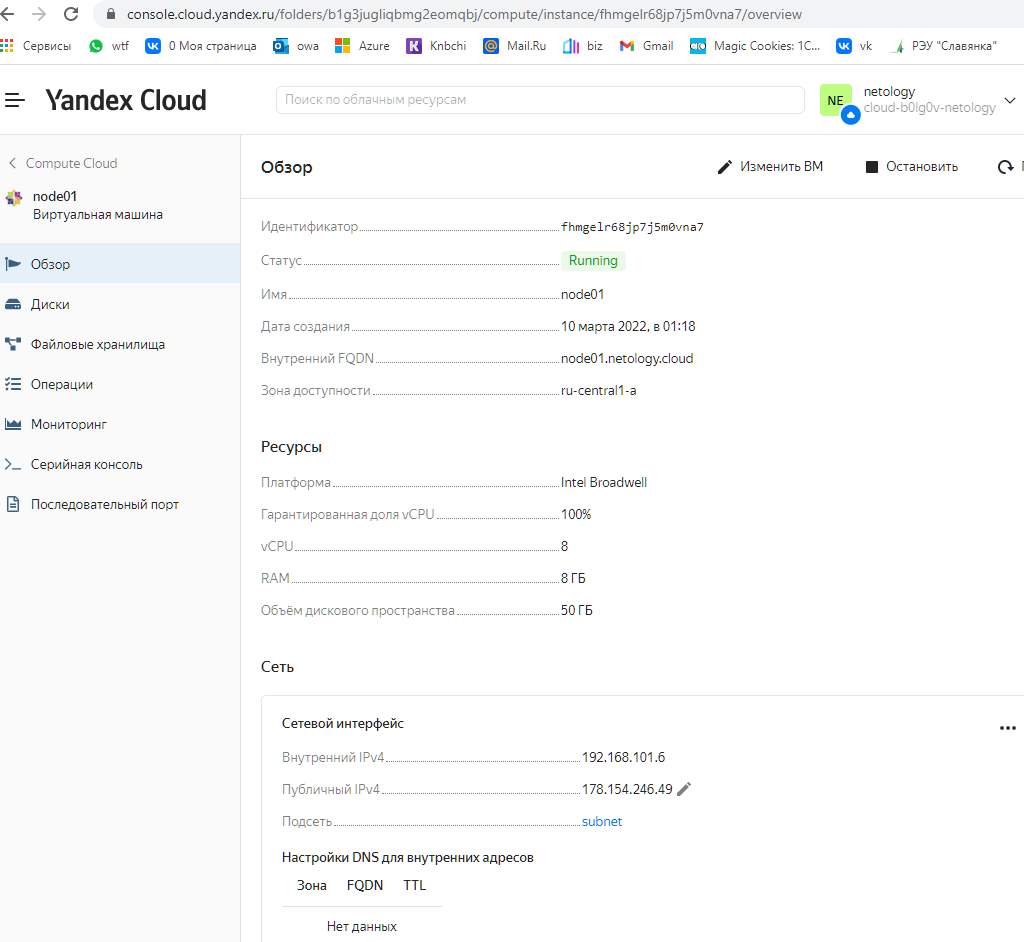 console.cloud.yandex.ru/folders/b1g3jugliqbmg2eomqbj/compute/instance/fhmgelr68jp7j5m0vna7/overview
Сервисы wtf 0 Моя страница owa Azure Knbchi Mail.Ru biz Gmail Magic Cookies: 1C... vk РЭУ "Славянка"
Yandex Cloud
Поиск по облачным ресурсам
NE
netology
cloud-b0lg0v-netology
Compute Cloud
node01
Виртуальная машина
Обзор
Диски
Файловые хранилища
Операции
Мониторинг
Серийная консоль
Последовательный порт
Обзор
Изменить ВМ
Остановить
Идентификатор fhmgelr68jp7j5m0vna7
Статус Running
Имя node01
Дата создания 10 марта 2022, в 01:18
Внутренний FQDN node01.netology.cloud
Зона доступности ru-central1-a
Ресурсы
Платформа Intel Broadwell
Гарантированная доля vCPU 100%
vCPU 8
RAM 8 ГБ
Объём дискового пространства 50 ГБ
Сеть
Сетевой интерфейс
Внутренний IPv4 192.168.101.6
Публичный IPv4 178.154.246.49
Подсеть subnet
Настройки DNS для внутренних адресов
Зона FQDN TTL
Нет данных